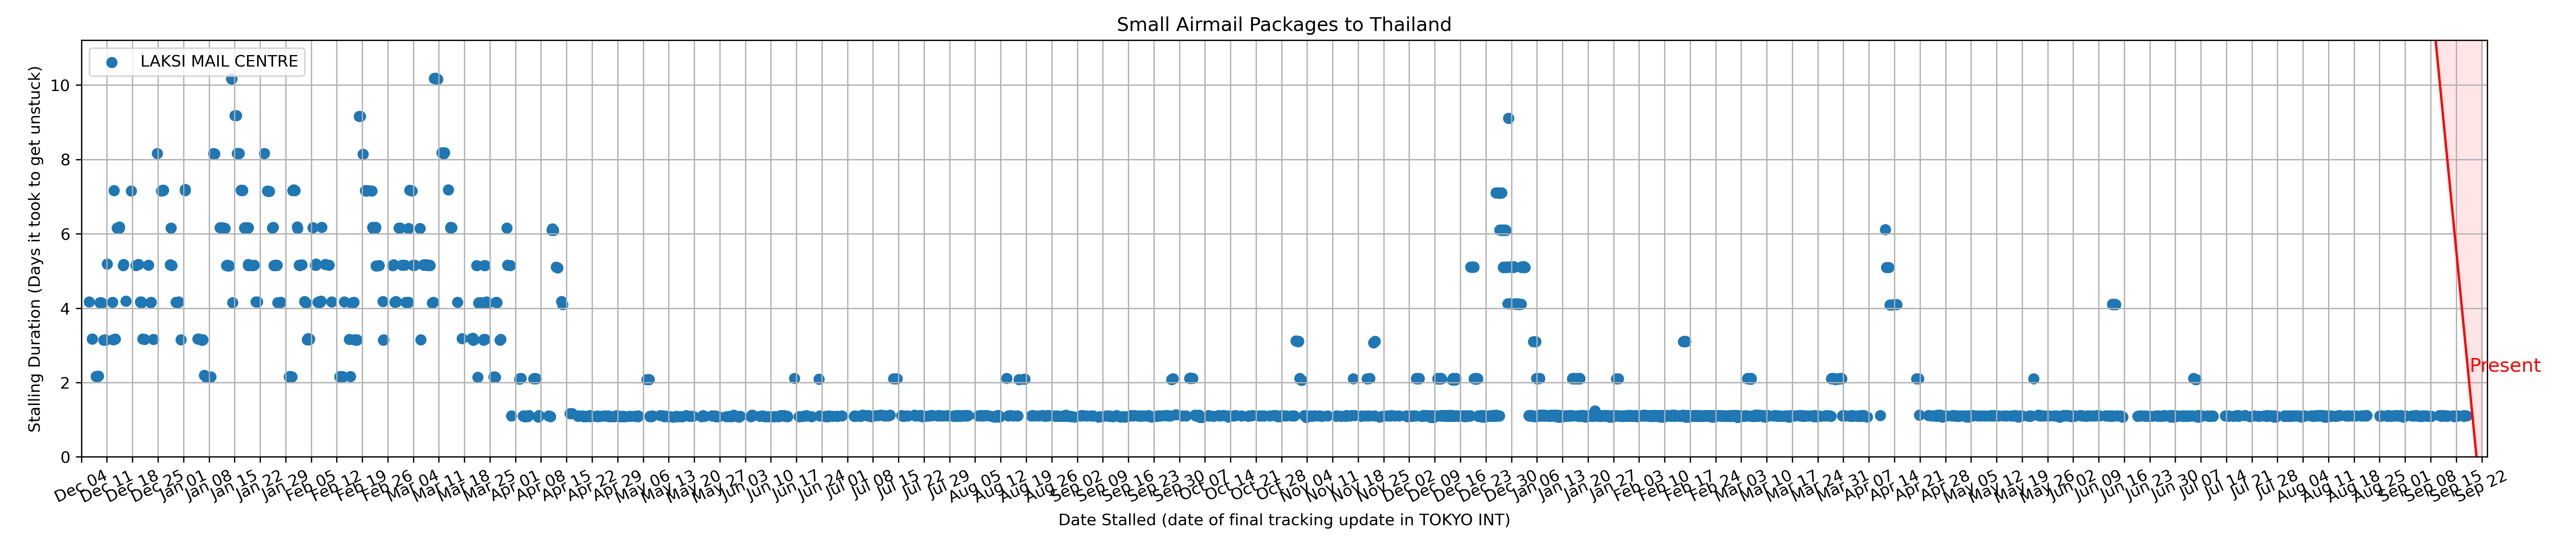 Small Airmail Packages to Thailand
LAKSI MAIL CENTRE
Stalling Duration (Days it took to get unstuck)
10
8
6
4
2
0
Present
Dec 04 Dec 11 Dec 18 Dec 25 Jan 01 Jan 08 Jan 15 Jan 22 Jan 29 Feb 05 Feb 12 Feb 19 Feb 26 Mar 04 Mar 11 Mar 18 Mar 25 Apr 01 Apr 08 Apr 15 Apr 22 Apr 29 May 06 May 13 May 20 May 27 Jun 03 Jun 10 Jun 17 Jun 24 Jul 01 Jul 08 Jul 15 Jul 22 Jul 29 Aug 05 Aug 12 Aug 19 Aug 26 Sep 02 Sep 09 Sep 16 Sep 23 Sep 30 Oct 07 Oct 14 Oct 21 Oct 28 Nov 04 Nov 11 Nov 18 Nov 25 Dec 02 Dec 09 Dec 16 Dec 23 Dec 30 Jan 06 Jan 13 Jan 20 Jan 27 Feb 03 Feb 10 Feb 17 Feb 24 Mar 03 Mar 10 Mar 17 Mar 24 Mar 31 Apr 07 Apr 14 Apr 21 Apr 28 May 05 May 12 May 19 May 26 Jun 02 Jun 09 Jun 16 Jun 23 Jun 30 Jul 07 Jul 14 Jul 21 Jul 28 Aug 04 Aug 11 Aug 18 Aug 25 Sep 01 Sep 08 Sep 15 Sep 22
Date Stalled (date of final tracking update in TOKYO INT)